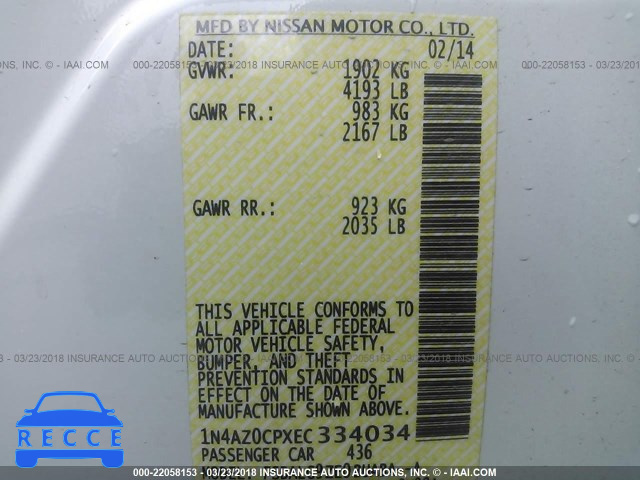 MFD BY NISSAN MOTOR CO., LTD.
DATE: 02/14
GVWR: 1902 KG
4193 LB
GAWR FR.: 983 KG
2167 LB
GAWR RR.: 923 KG
2035 LB
THIS VEHICLE CONFORMS TO
ALL APPLICABLE FEDERAL
MOTOR VEHICLE SAFETY,
BUMPER, AND THEFT
PREVENTION STANDARDS IN
EFFECT ON THE DATE OF
MANUFACTURE SHOWN ABOVE.
1N4AZ0CPXEC334034
PASSENGER CAR 436
000-22058153 - 03/23/2018 INSURANCE AUTO AUCTIONS, INC. © - IAAI.COM
BIDFAX